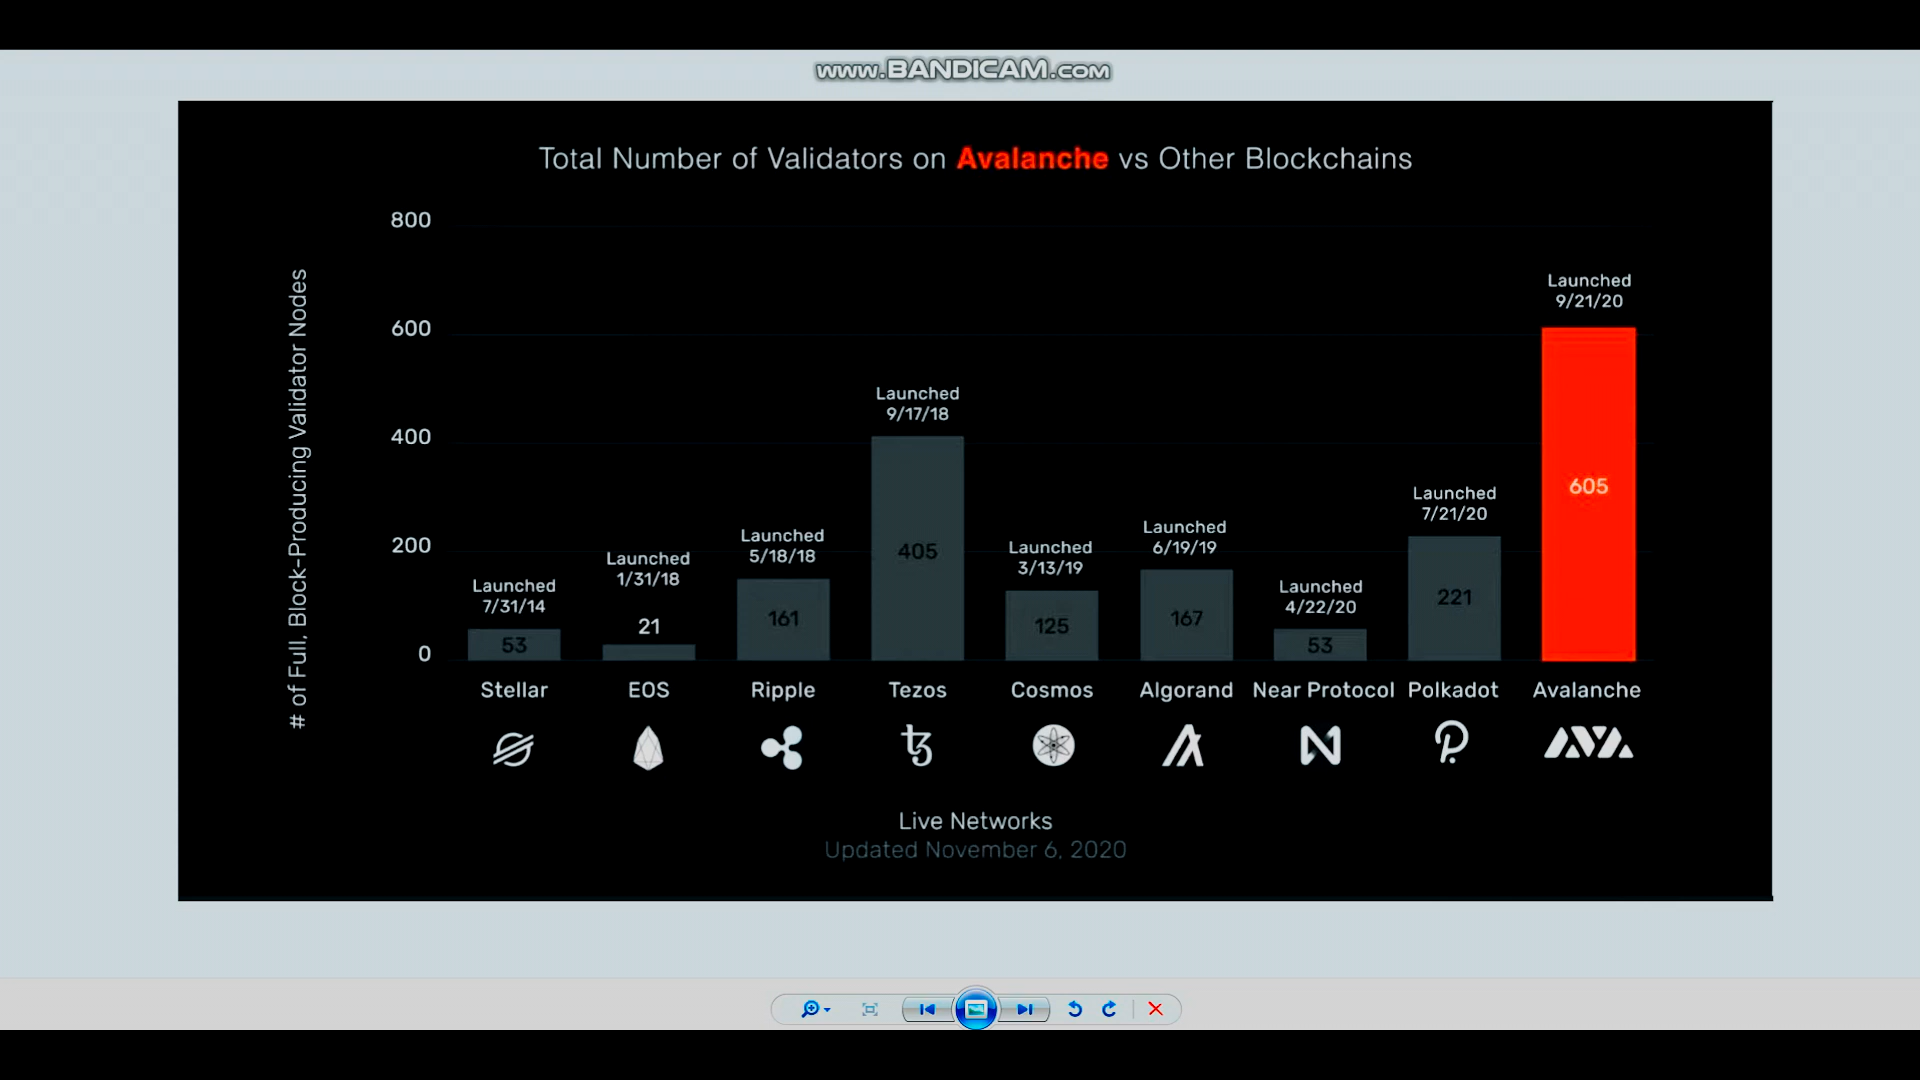 www.BANDICAM.com
Total Number of Validators on Avalanche vs Other Blockchains
# of Full, Block-Producing Validator Nodes
800
600
400
200
0
Launched
7/31/14
53
Stellar
Launched
1/31/18
21
EOS
Launched
5/18/18
161
Ripple
Launched
9/17/18
405
Tezos
Launched
3/13/19
125
Cosmos
Launched
6/19/19
167
Algorand
Launched
4/22/20
53
Near Protocol
Launched
7/21/20
221
Polkadot
Launched
9/21/20
605
Avalanche
Live Networks
Updated November 6, 2020